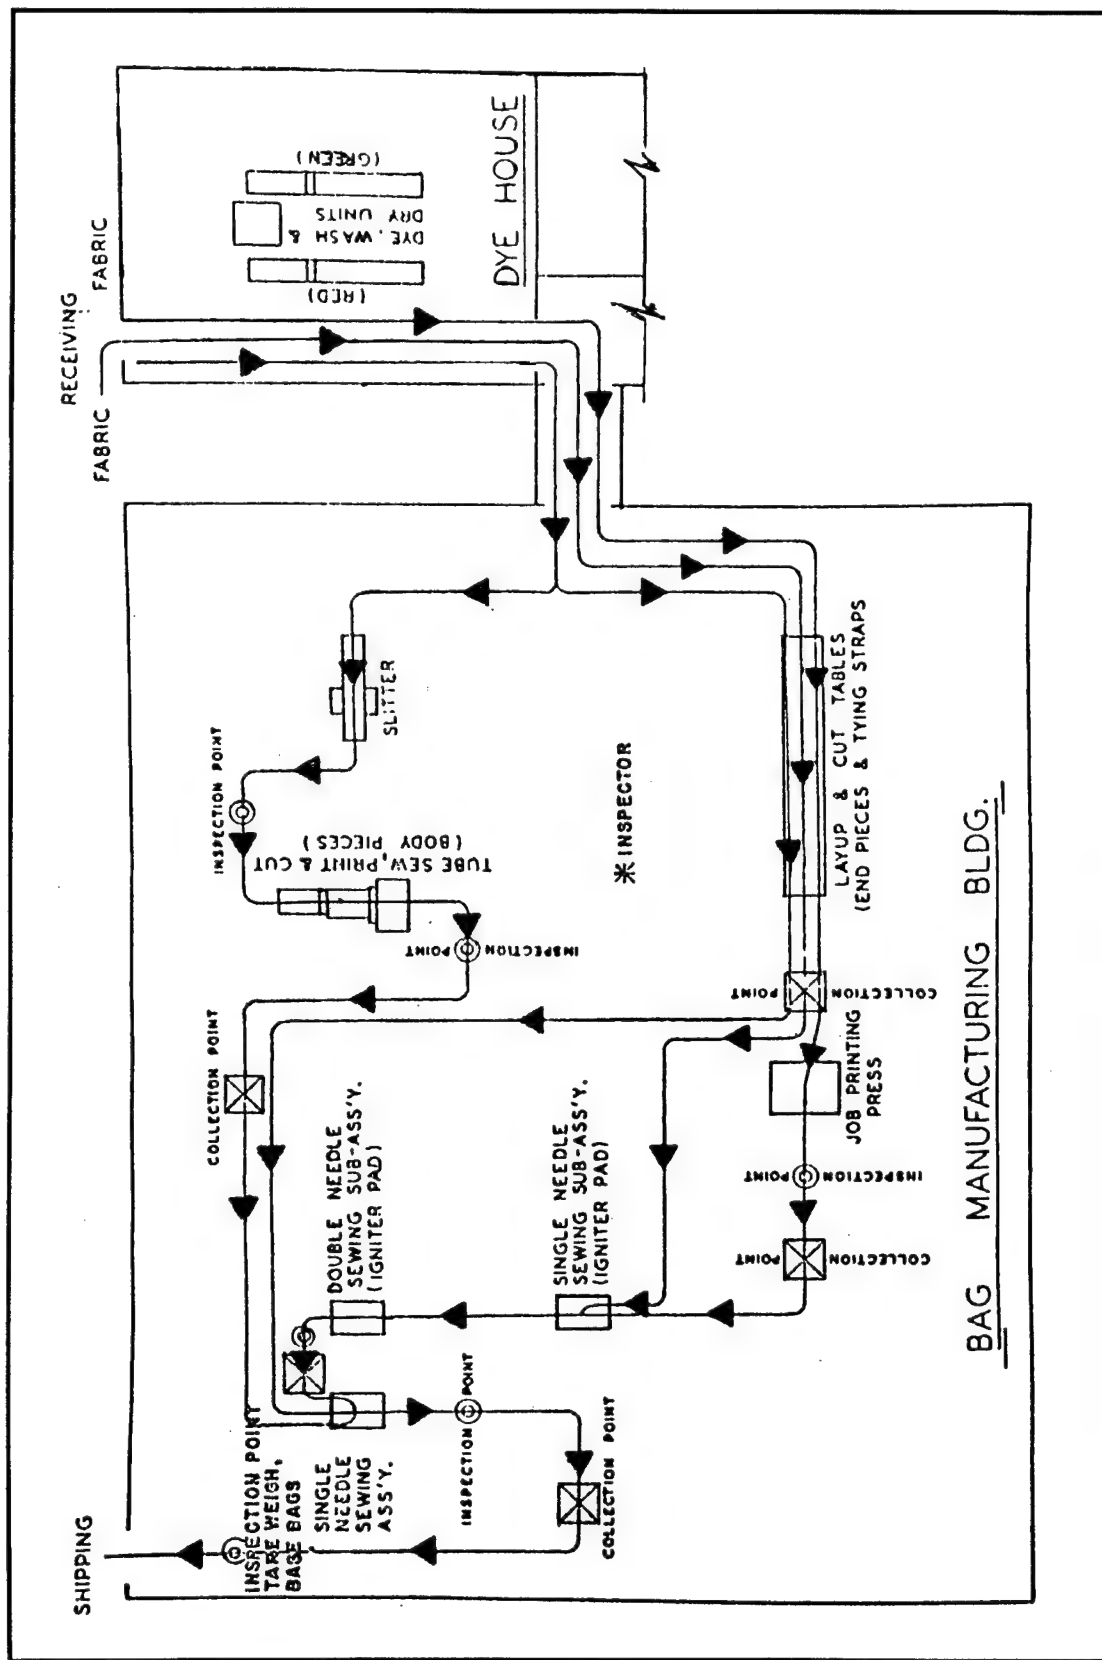 SHIPPING
RECEIVING
FABRIC
FABRIC
INSPECTION POINT
TARE WEIGH,
BASE BAGS
COLLECTION POINT
INSPECTION POINT
(RED)
DYE, WASH &
DRY UNITS
(GREEN)
SINGLE
NEEDLE
SEWING
ASS'Y.
DOUBLE NEEDLE
SEWING SUB-ASS'Y.
(IGNITER PAD)
TUBE SEW, PRINT & CUT
(BODY PIECES)
SLITTER
DYE HOUSE
INSPECTION POINT
INSPECTION
POINT
SINGLE NEEDLE
SEWING SUB-ASS'Y.
(IGNITER PAD)
COLLECTION POINT
INSPECTOR
COLLECTION
POINT
INSPECTION
POINT
COLLECTION
POINT
JOB PRINTING
PRESS
LAYUP & CUT TABLES
(END PIECES & TYING STRAPS
BAG MANUFACTURING BLDG.